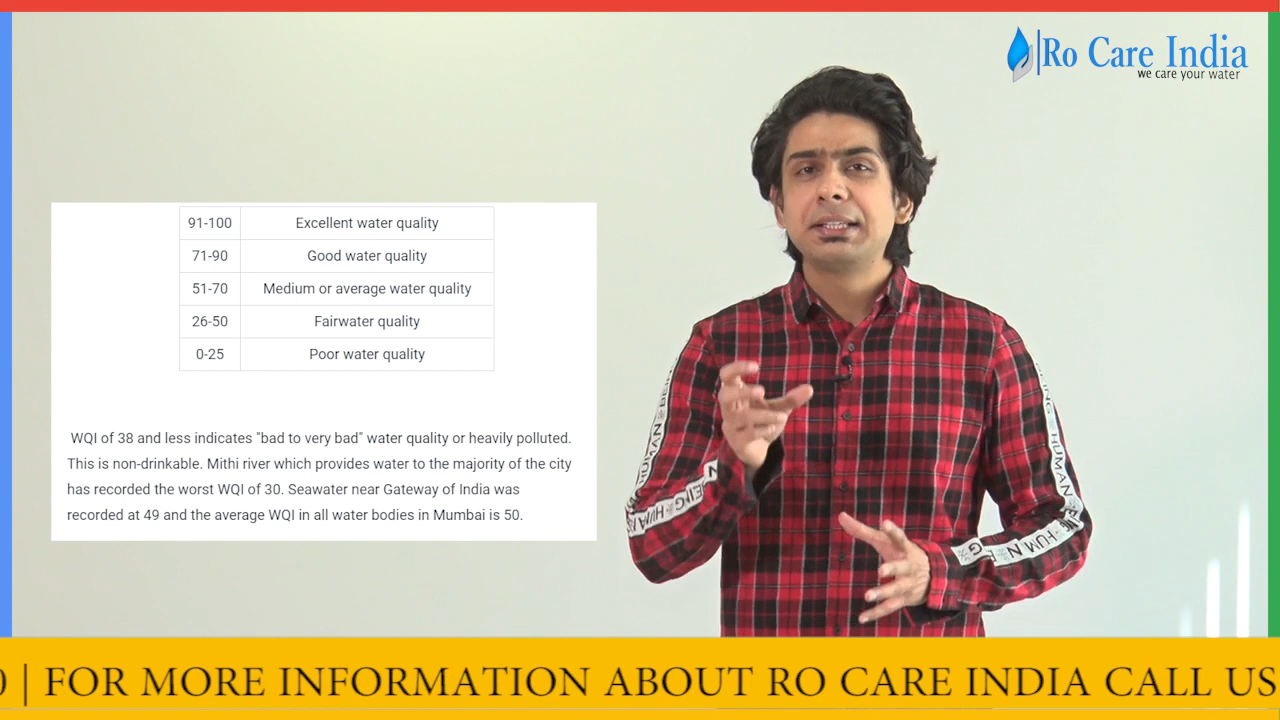 Ro Care India
we care your water
91-100 Excellent water quality
71-90 Good water quality
51-70 Medium or average water quality
26-50 Fairwater quality
0-25 Poor water quality
WQI of 38 and less indicates "bad to very bad" water quality or heavily polluted.
This is non-drinkable. Mithi river which provides water to the majority of the city
has recorded the worst WQI of 30. Seawater near Gateway of India was
recorded at 49 and the average WQI in all water bodies in Mumbai is 50.
BEING HUMAN
| FOR MORE INFORMATION ABOUT RO CARE INDIA CALL US